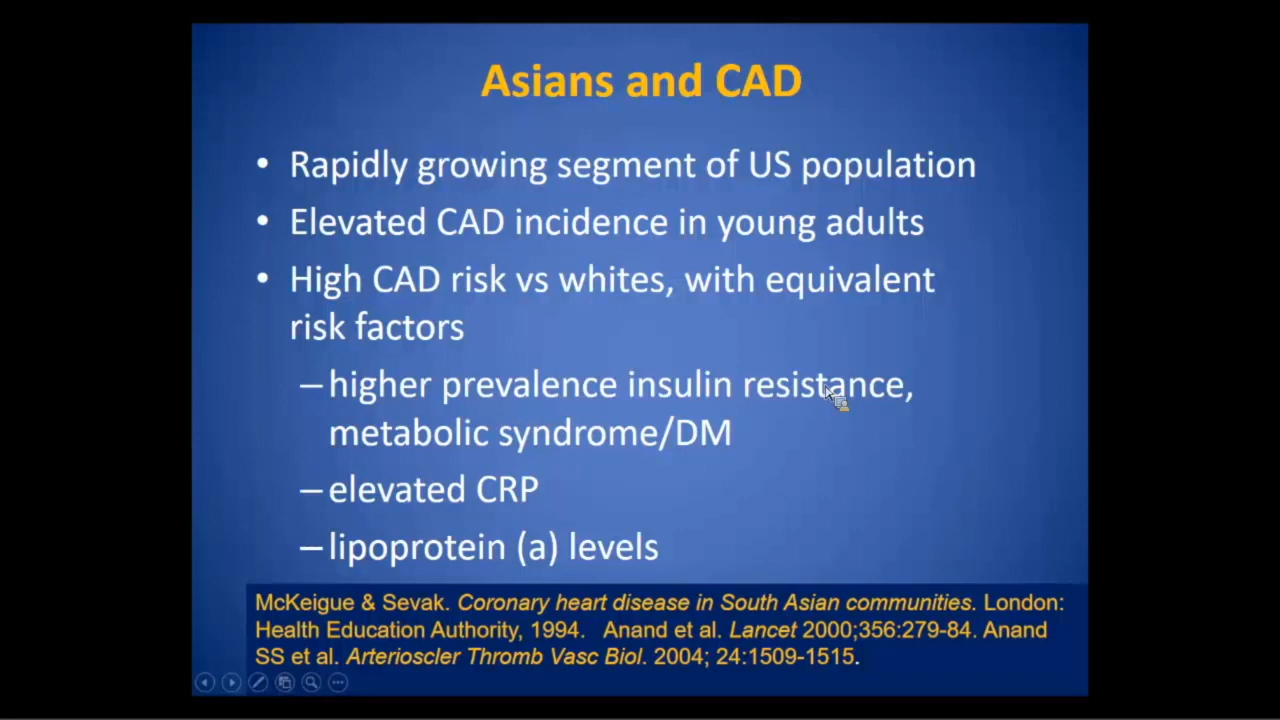 Asians and CAD
• Rapidly growing segment of US population
• Elevated CAD incidence in young adults
• High CAD risk vs whites, with equivalent
risk factors
– higher prevalence insulin resistance,
metabolic syndrome/DM
– elevated CRP
– lipoprotein (a) levels
McKeigue & Sevak. Coronary heart disease in South Asian communities. London:
Health Education Authority, 1994. Anand et al. Lancet 2000;356:279-84. Anand
SS et al. Arterioscler Thromb Vasc Biol. 2004; 24:1509-1515.